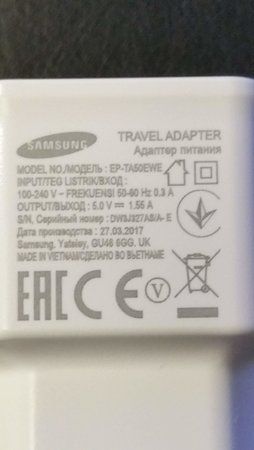 SAMSUNG
TRAVEL ADAPTER
Адаптер питания
MODEL NO./МОДЕЛЬ : EP-TA50EWE
INPUT/TEG LISTRIK/ВХОД :
100-240 V ~ FREKUENSI 50-60 Hz 0.3 A
OUTPUT/ВЫХОД : 5.0 V ⎓ 1.55 A
S/N, Серийный номер :
Дата производства : 27.03.2017
Samsung, Yateley, GU46 6GG, UK
MADE IN VIETNAM/СДЕЛАНО ВО ВЬЕТНАМЕ
EAC CE V